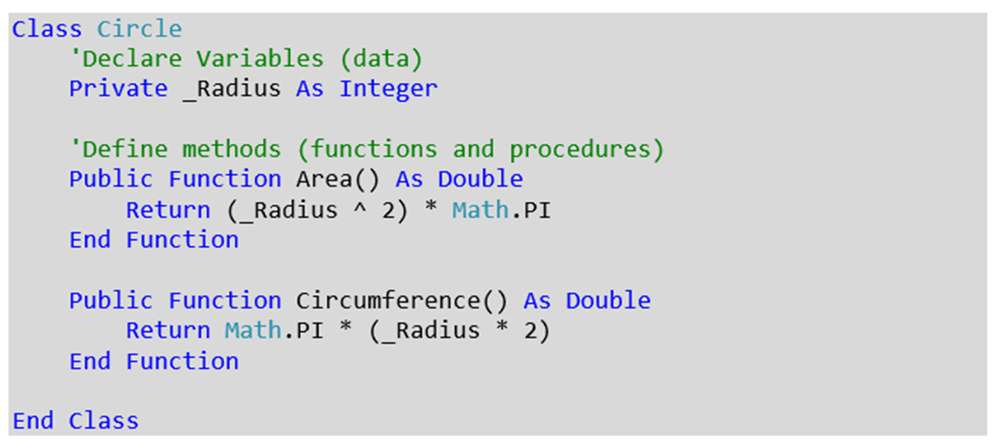 Class Circle
'Declare Variables (data)
Private _Radius As Integer
'Define methods (functions and procedures)
Public Function Area() As Double
Return (_Radius ^ 2) * Math.PI
End Function
Public Function Circumference() As Double
Return Math.PI * (_Radius * 2)
End Function
End Class